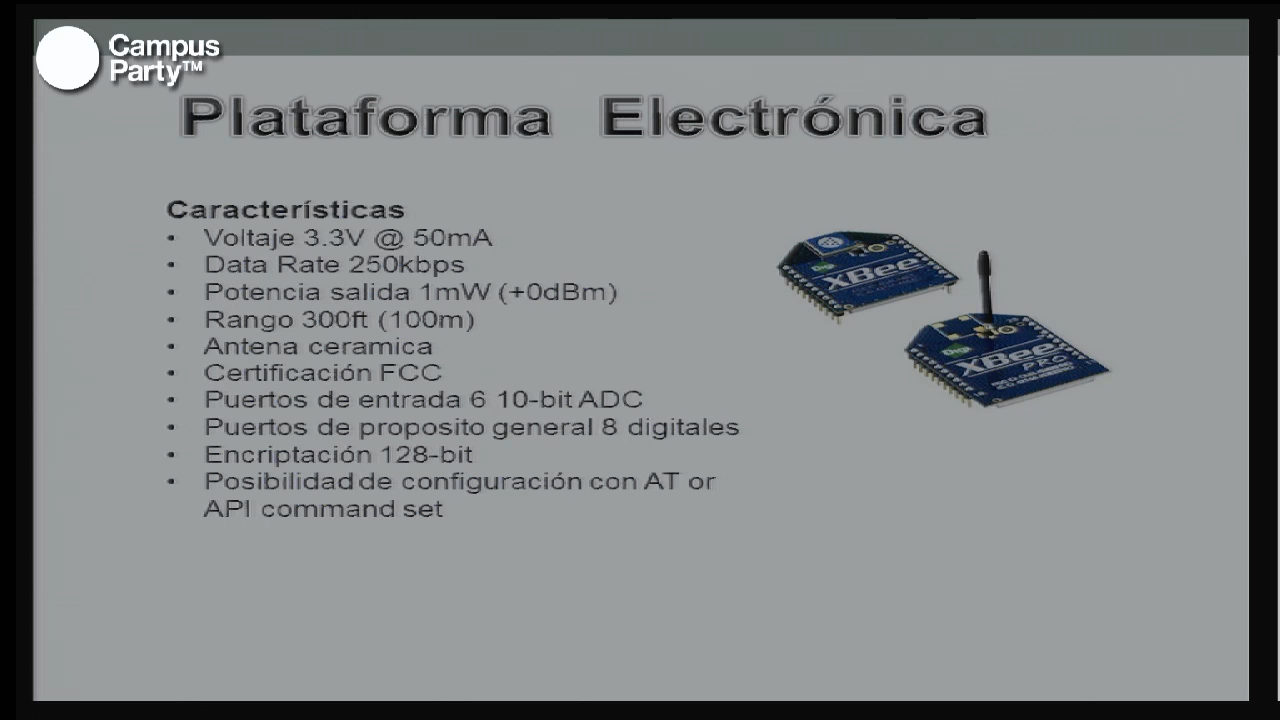 Campus
Party™
Plataforma Electrónica
Características
• Voltaje 3.3V @ 50mA
• Data Rate 250kbps
• Potencia salida 1mW (+0dBm)
• Rango 300ft (100m)
• Antena ceramica
• Certificación FCC
• Puertos de entrada 6 10-bit ADC
• Puertos de proposito general 8 digitales
• Encriptación 128-bit
• Posibilidad de configuración con AT or
API command set
Digi
XBee
Digi
XBee
PRO